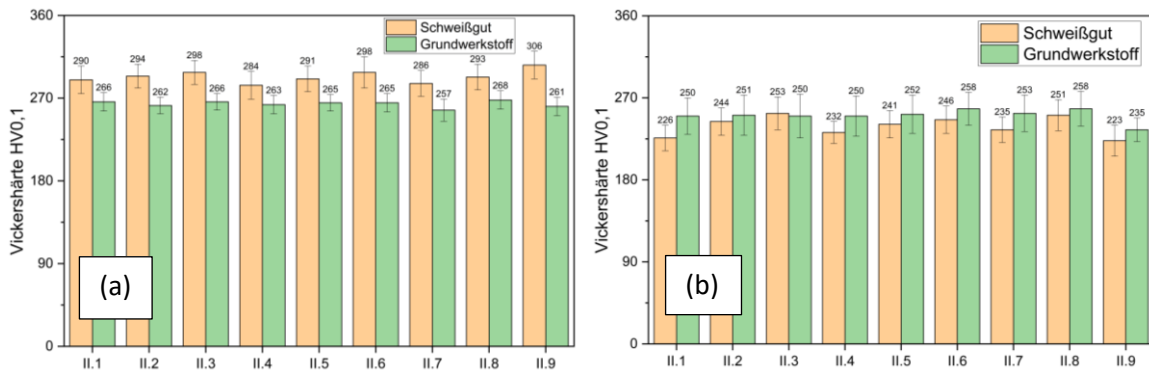 Vickershärte HV0,1
360
270
180
90
0
Schweißgut
Grundwerkstoff
290 266 294 262 298 266 284 263 291 265 298 265 286 257 293 268 306 261
(a)
II.1 II.2 II.3 II.4 II.5 II.6 II.7 II.8 II.9
Vickershärte HV0,1
360
270
180
90
0
Schweißgut
Grundwerkstoff
226 250 244 251 253 250 232 250 241 252 246 258 235 253 251 258 223 235
(b)
II.1 II.2 II.3 II.4 II.5 II.6 II.7 II.8 II.9